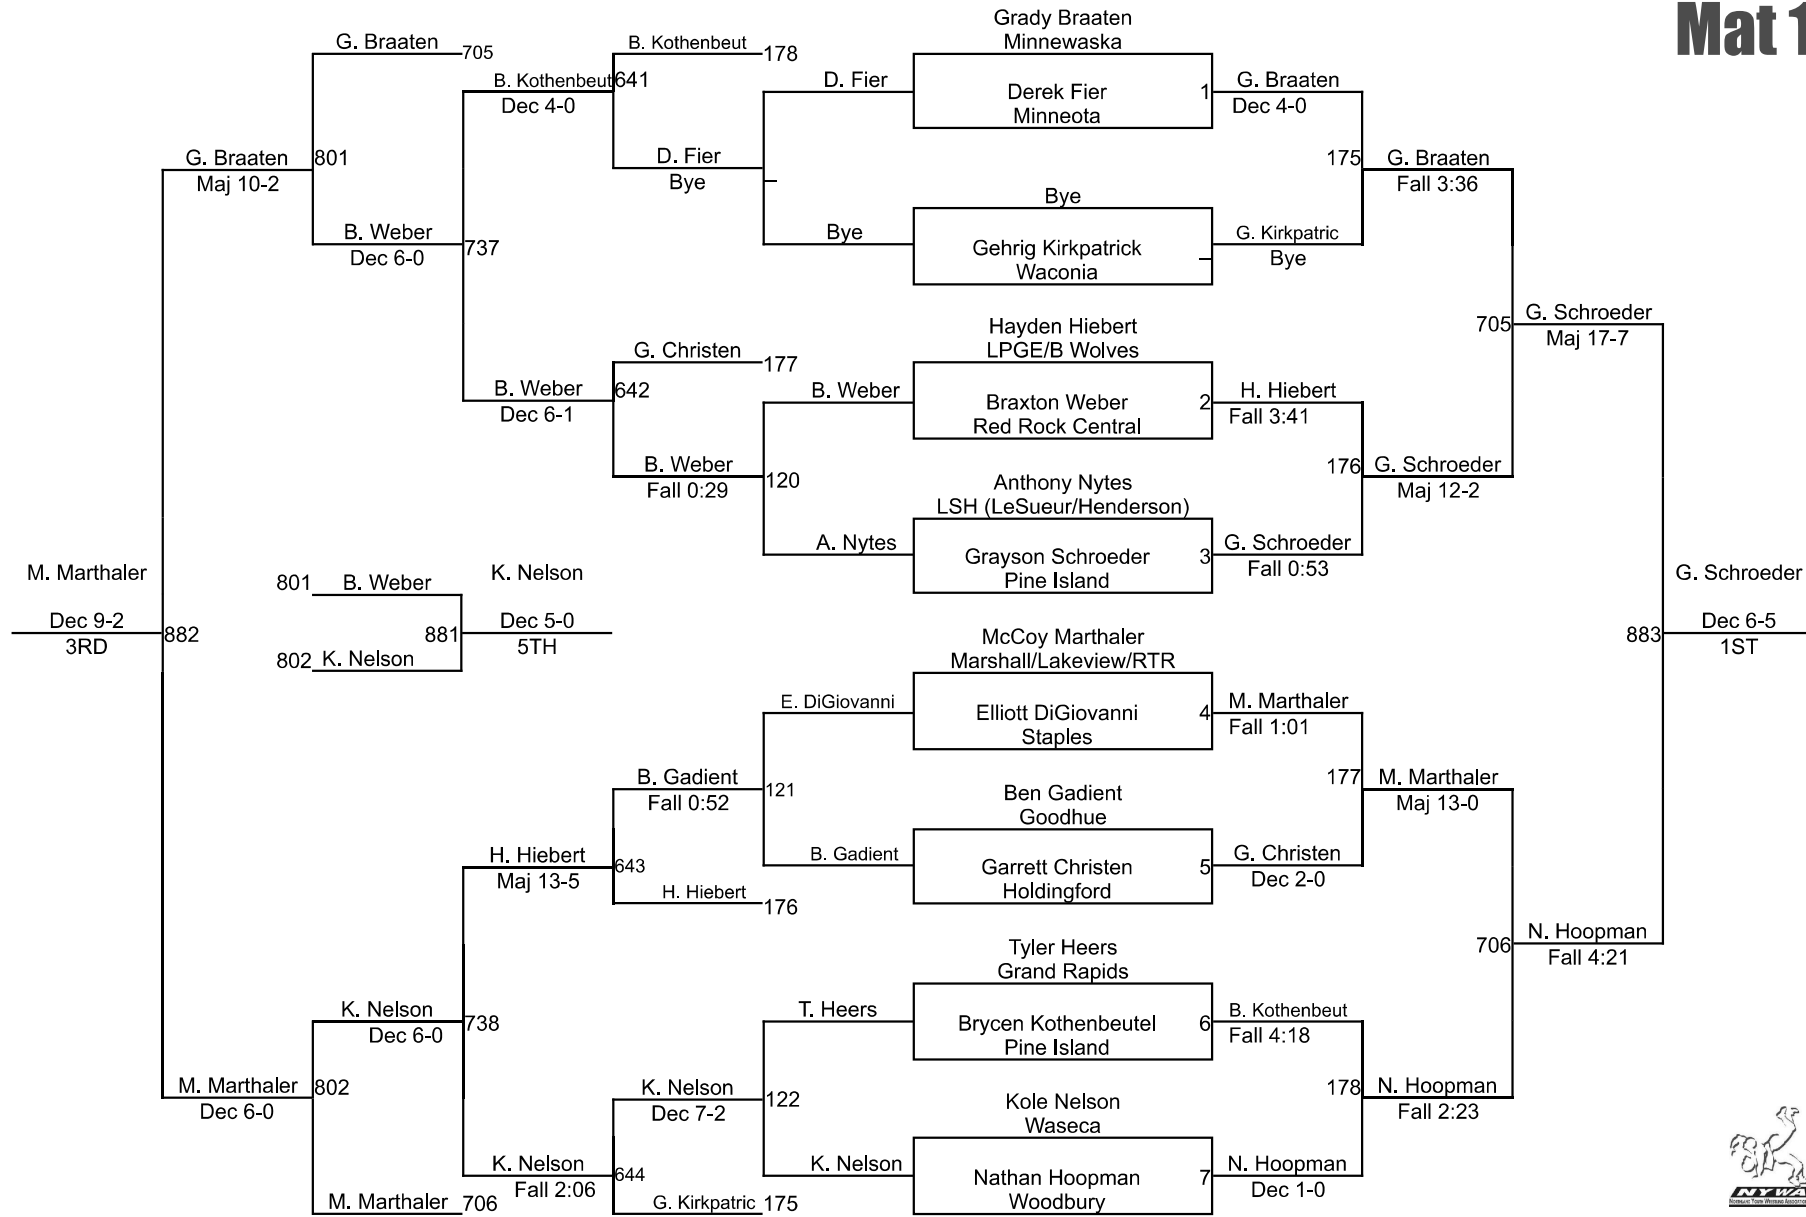 Mat 1
Grady Braaten
Minnewaska
Derek Fier
Minneota
1
Bye
Gehrig Kirkpatrick
Waconia
Hayden Hiebert
LPGE/B Wolves
Braxton Weber
Red Rock Central
2
Anthony Nytes
LSH (LeSueur/Henderson)
Grayson Schroeder
Pine Island
3
McCoy Marthaler
Marshall/Lakeview/RTR
Elliott DiGiovanni
Staples
4
Ben Gadient
Goodhue
Garrett Christen
Holdingford
5
Tyler Heers
Grand Rapids
Brycen Kothenbeutel
Pine Island
6
Kole Nelson
Waseca
Nathan Hoopman
Woodbury
7
G. Braaten
Dec 4-0
175
G. Kirkpatric
Bye
H. Hiebert
Fall 3:41
176
G. Schroeder
Fall 0:53
M. Marthaler
Fall 1:01
177
G. Christen
Dec 2-0
B. Kothenbeut
Fall 4:18
178
N. Hoopman
Dec 1-0
G. Braaten
Fall 3:36
705
G. Schroeder
Maj 12-2
M. Marthaler
Maj 13-0
706
N. Hoopman
Fall 2:23
G. Schroeder
Maj 17-7
883
N. Hoopman
Fall 4:21
G. Schroeder
Dec 6-5
1ST
D. Fier
Bye
B. Weber
120
A. Nytes
E. DiGiovanni
121
B. Gadient
T. Heers
122
K. Nelson
B. Kothenbeut
178
641
D. Fier
Bye
G. Christen
177
642
B. Weber
Fall 0:29
B. Gadient
Fall 0:52
643
H. Hiebert
176
K. Nelson
Dec 7-2
644
G. Kirkpatric
175
B. Kothenbeut
Dec 4-0
737
B. Weber
Dec 6-1
H. Hiebert
Maj 13-5
738
K. Nelson
Fall 2:06
G. Braaten
705
801
B. Weber
Dec 6-0
K. Nelson
Dec 6-0
802
M. Marthaler
706
G. Braaten
Maj 10-2
882
M. Marthaler
Dec 6-0
M. Marthaler
Dec 9-2
3RD
801
B. Weber
881
802
K. Nelson
K. Nelson
Dec 5-0
5TH
NYWA